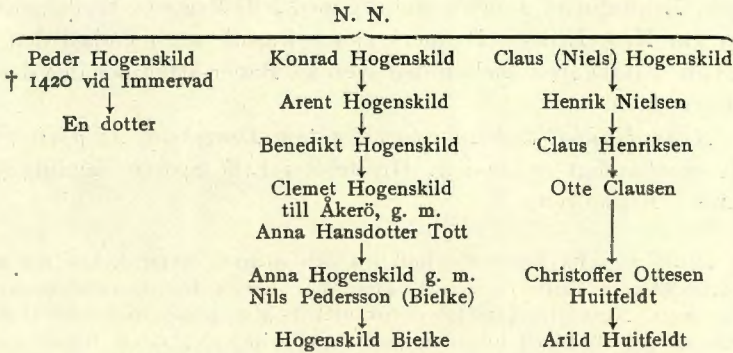 N. N.
Peder Hogenskild
† 1420 vid Immervad
En dotter
Konrad Hogenskild
Arent Hogenskild
Benedikt Hogenskild
Clemet Hogenskild
till Åkerö, g. m.
Anna Hansdotter Tott
Anna Hogenskild g. m.
Nils Pedersson (Bielke)
Hogenskild Bielke
Claus (Niels) Hogenskild
Henrik Nielsen
Claus Henriksen
Otte Clausen
Christoffer Ottesen
Huitfeldt
Arild Huitfeldt